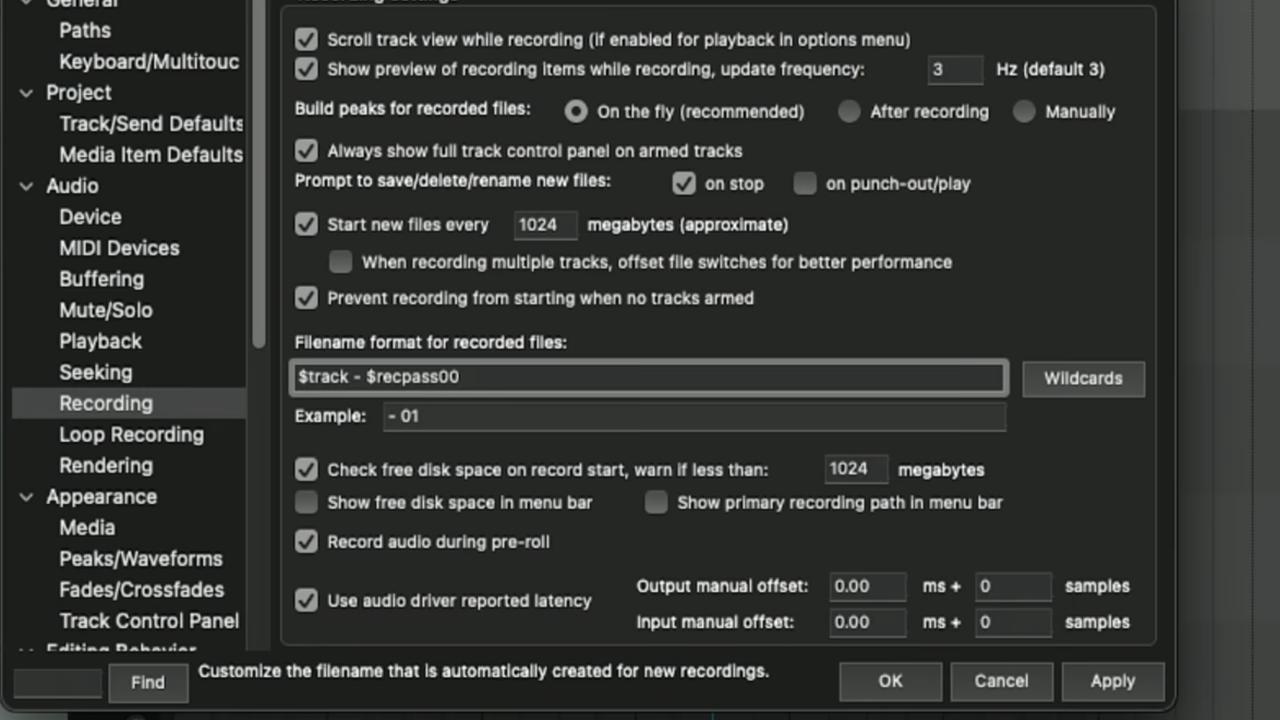 General
Paths
Keyboard/Multitouc
Project
Track/Send Defaults
Media Item Defaults
Audio
Device
MIDI Devices
Buffering
Mute/Solo
Playback
Seeking
Recording
Loop Recording
Rendering
Appearance
Media
Peaks/Waveforms
Fades/Crossfades
Track Control Panel
Editing Behavior
Find
Recording settings
Scroll track view while recording (if enabled for playback in options menu)
Show preview of recording items while recording, update frequency: 3 Hz (default 3)
Build peaks for recorded files: On the fly (recommended) After recording Manually
Always show full track control panel on armed tracks
Prompt to save/delete/rename new files: on stop on punch-out/play
Start new files every 1024 megabytes (approximate)
When recording multiple tracks, offset file switches for better performance
Prevent recording from starting when no tracks armed
Filename format for recorded files:
$track - $recpass00 Wildcards
Example: - 01
Check free disk space on record start, warn if less than: 1024 megabytes
Show free disk space in menu bar Show primary recording path in menu bar
Record audio during pre-roll
Use audio driver reported latency
Output manual offset: 0.00 ms + 0 samples
Input manual offset: 0.00 ms + 0 samples
Customize the filename that is automatically created for new recordings.
OK Cancel Apply